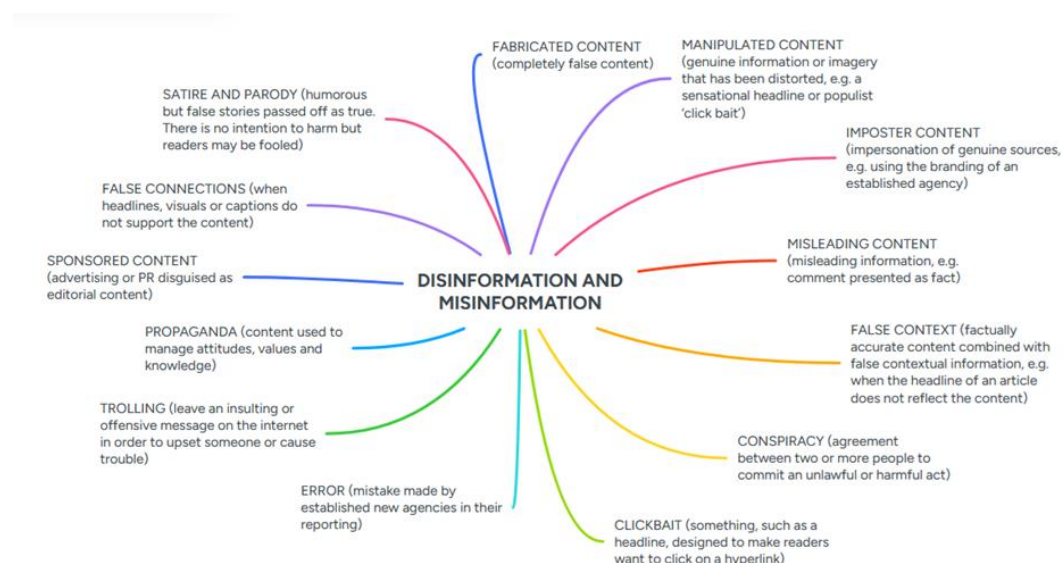 FABRICATED CONTENT
(completely false content)
MANIPULATED CONTENT
(genuine information or imagery
that has been distorted, e.g. a
sensational headline or populist
‘click bait’)
SATIRE AND PARODY (humorous
but false stories passed off as true.
There is no intention to harm but
readers may be fooled)
IMPOSTER CONTENT
(impersonation of genuine sources,
e.g. using the branding of an
established agency)
FALSE CONNECTIONS (when
headlines, visuals or captions do
not support the content)
MISLEADING CONTENT
(misleading information, e.g.
comment presented as fact)
SPONSORED CONTENT
(advertising or PR disguised as
editorial content)
DISINFORMATION AND
MISINFORMATION
PROPAGANDA (content used to
manage attitudes, values and
knowledge)
FALSE CONTEXT (factually
accurate content combined with
false contextual information, e.g.
when the headline of an article
does not reflect the content)
TROLLING (leave an insulting or
offensive message on the internet
in order to upset someone or cause
trouble)
CONSPIRACY (agreement
between two or more people to
commit an unlawful or harmful act)
ERROR (mistake made by
established new agencies in their
reporting)
CLICKBAIT (something, such as a
headline, designed to make readers
want to click on a hyperlink)